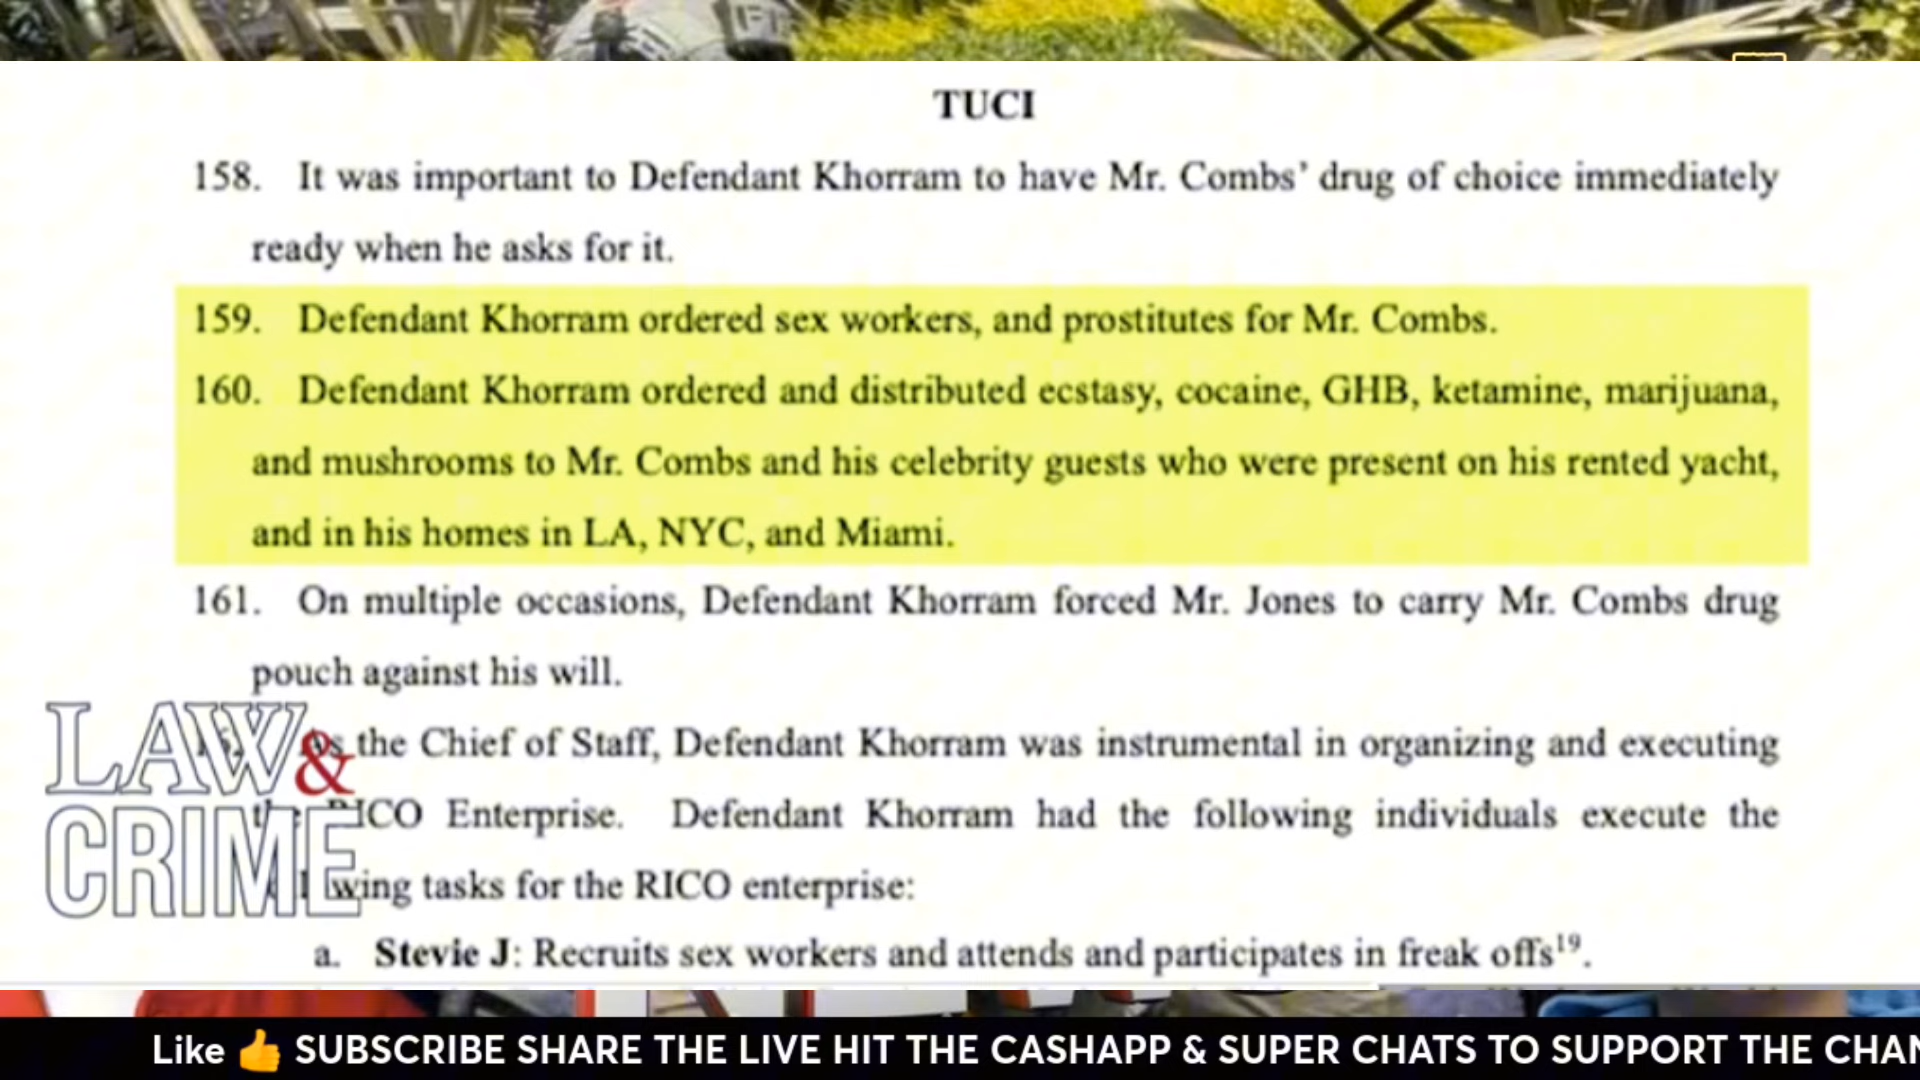 TUCI
158. It was important to Defendant Khorram to have Mr. Combs' drug of choice immediately
ready when he asks for it.
159. Defendant Khorram ordered sex workers, and prostitutes for Mr. Combs.
160. Defendant Khorram ordered and distributed ecstasy, cocaine, GHB, ketamine, marijuana,
and mushrooms to Mr. Combs and his celebrity guests who were present on his rented yacht,
and in his homes in LA, NYC, and Miami.
161. On multiple occasions, Defendant Khorram forced Mr. Jones to carry Mr. Combs drug
pouch against his will.
As the Chief of Staff, Defendant Khorram was instrumental in organizing and executing
the RICO Enterprise. Defendant Khorram had the following individuals execute the
wing tasks for the RICO enterprise:
a. Stevie J: Recruits sex workers and attends and participates in freak offs19.
LAW&
CRIME
Like 👍 SUBSCRIBE SHARE THE LIVE HIT THE CASHAPP & SUPER CHATS TO SUPPORT THE CHAN